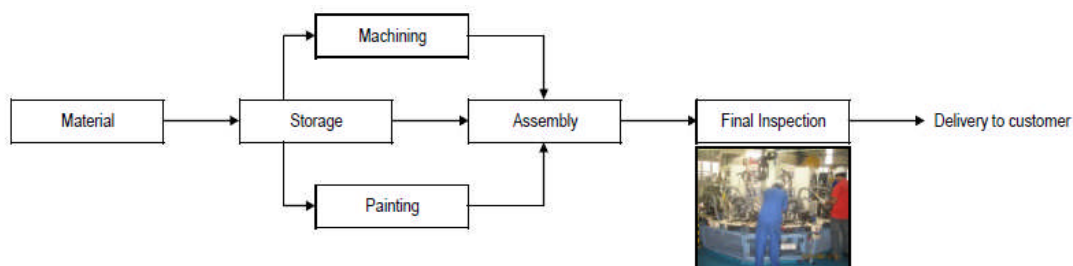 Machining
Material
Storage
Assembly
Final Inspection
Delivery to customer
Painting